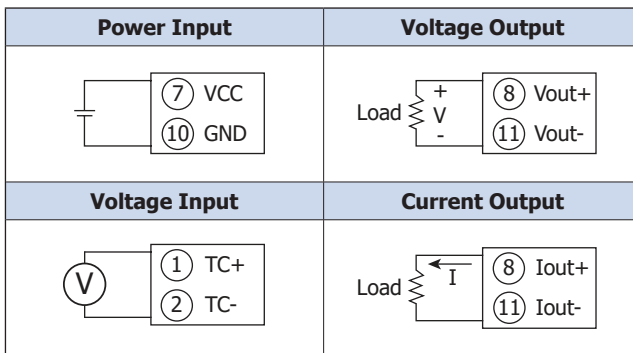 Power Input
Voltage Output
7 VCC
10 GND
Load
+
V
-
8 Vout+
11 Vout-
Voltage Input
Current Output
V
1 TC+
2 TC-
Load
I
8 Iout+
11 Iout-